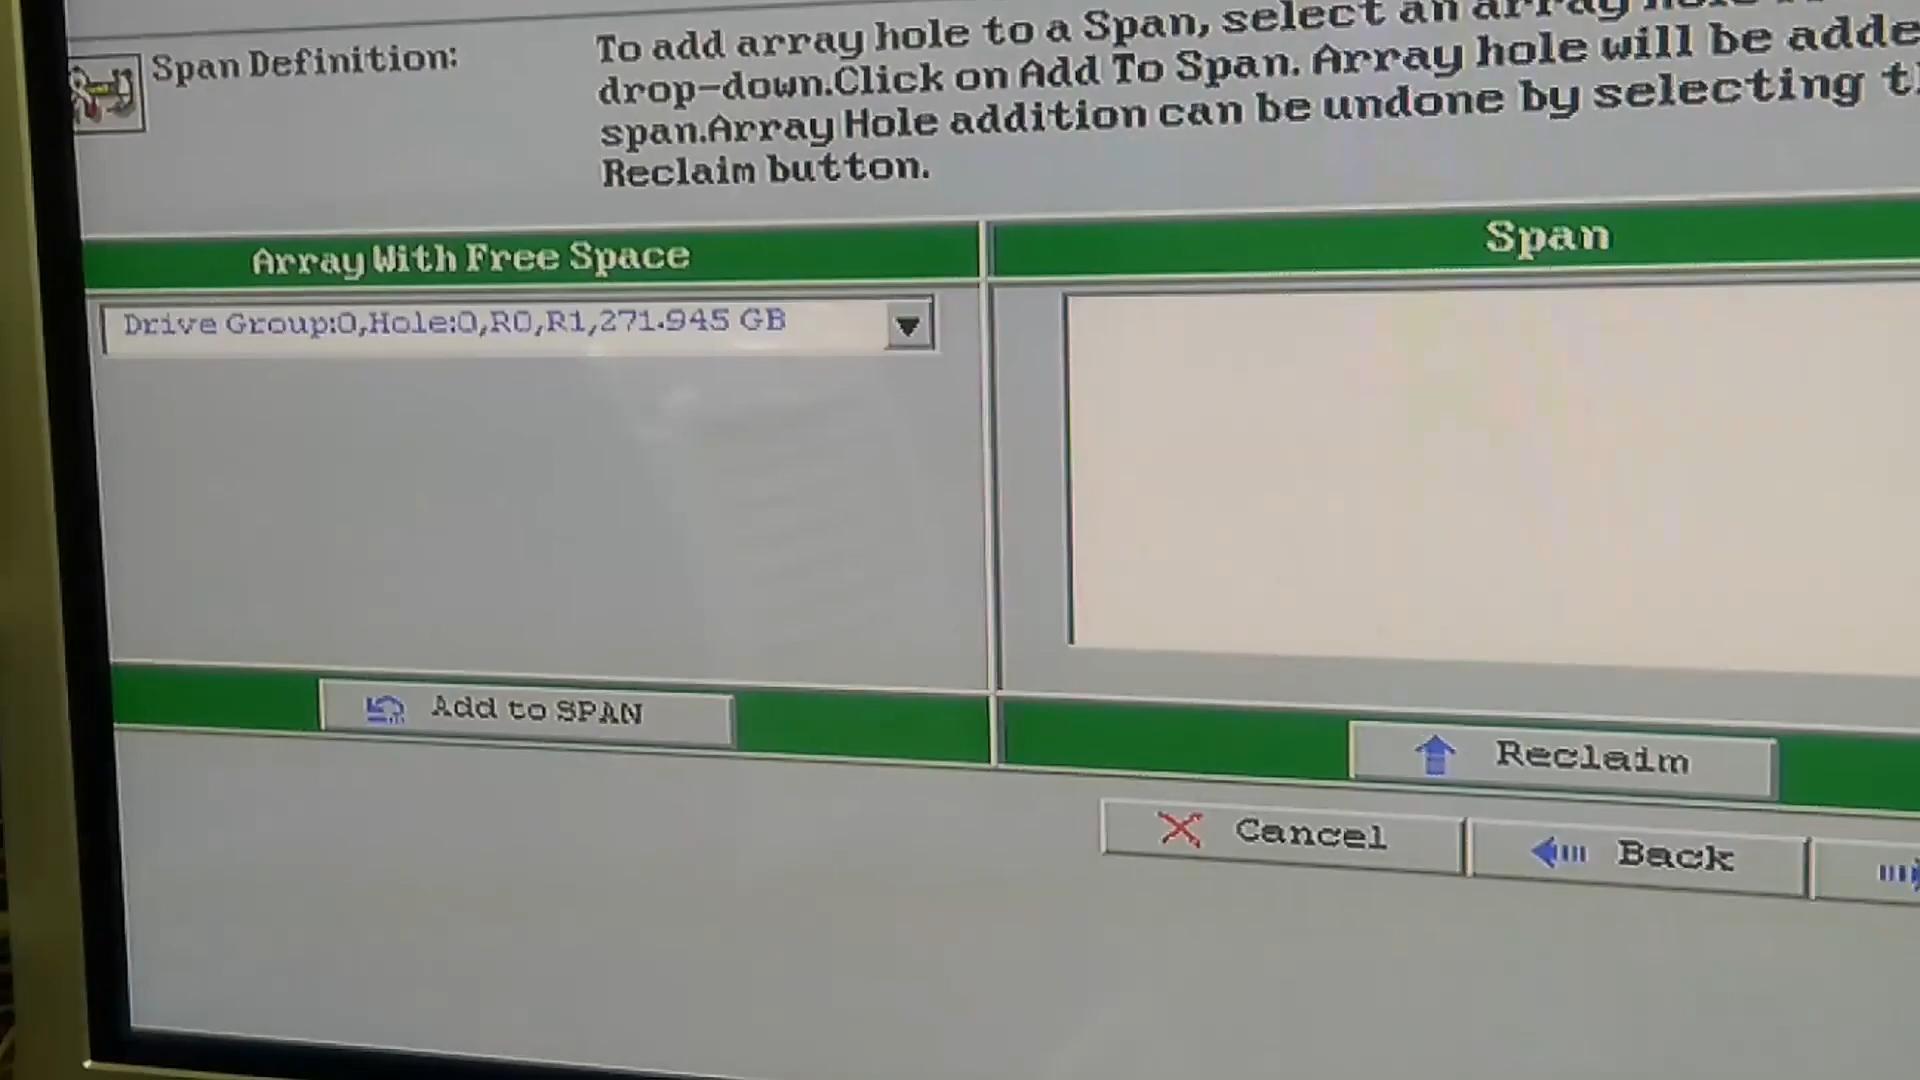 Span Definition:
To add array hole to a Span, select an array
drop-down.Click on Add To Span. Array hole will be adde
span.Array Hole addition can be undone by selecting
Reclaim button.
Array With Free Space
Span
Drive Group:0,Hole:0,R0,R1,271.945 GB
Add to SPAN
Reclaim
Cancel
Back